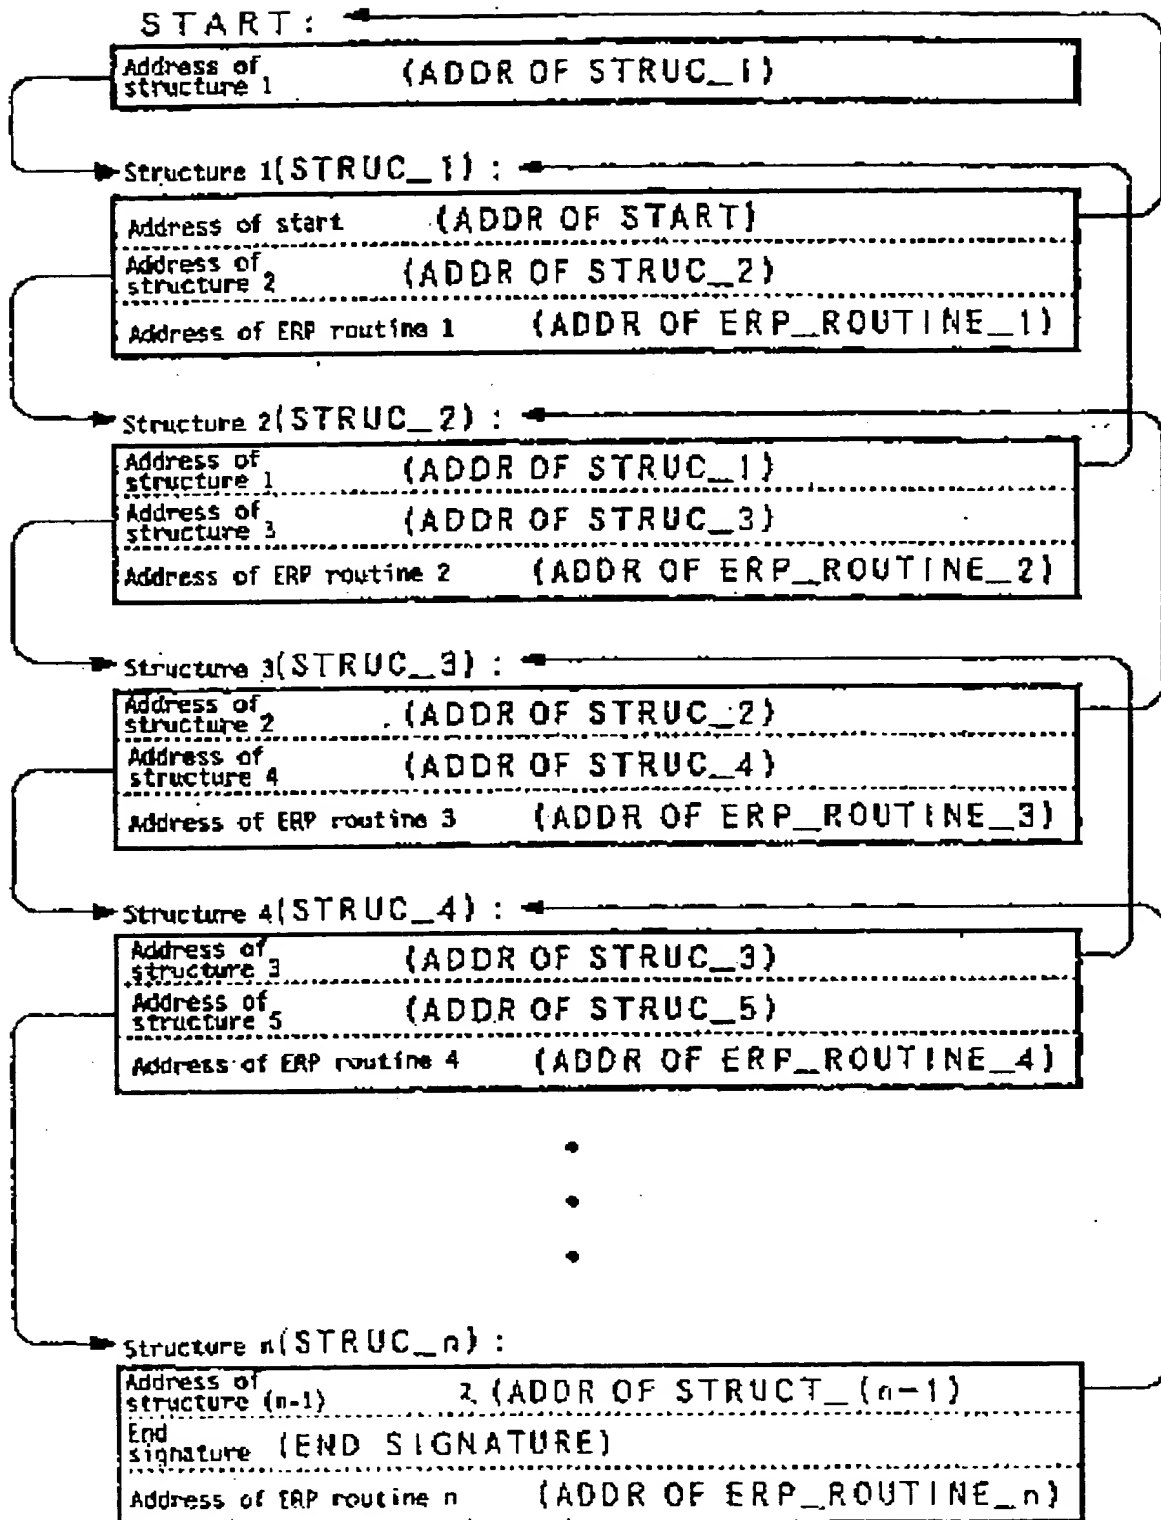 START:
Address of
structure 1 (ADDR OF STRUC_1)
Structure 1(STRUC_1) :
Address of start (ADDR OF START)
Address of
structure 2 (ADDR OF STRUC_2)
Address of ERP routine 1 (ADDR OF ERP_ROUTINE_1)
Structure 2(STRUC_2) :
Address of
structure 1 (ADDR OF STRUC_1)
Address of
structure 3 (ADDR OF STRUC_3)
Address of ERP routine 2 (ADDR OF ERP_ROUTINE_2)
Structure 3(STRUC_3) :
Address of
structure 2 (ADDR OF STRUC_2)
Address of
structure 4 (ADDR OF STRUC_4)
Address of ERP routine 3 (ADDR OF ERP_ROUTINE_3)
Structure 4(STRUC_4) :
Address of
structure 3 (ADDR OF STRUC_3)
Address of
structure 5 (ADDR OF STRUC_5)
Address of ERP routine 4 (ADDR OF ERP_ROUTINE_4)
Structure n(STRUC_n) :
Address of
structure (n-1) (ADDR OF STRUCT_(n-1)
End
signature (END SIGNATURE)
Address of ERP routine n (ADDR OF ERP_ROUTINE_n)